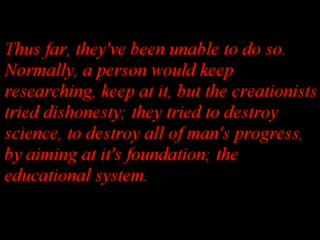 Thus far, they've been unable to do so.
Normally, a person would keep
researching, keep at it, but the creationists
tried dishonesty; they tried to destroy
science, to destroy all of man's progress,
by aiming at it's foundation; the
educational system.